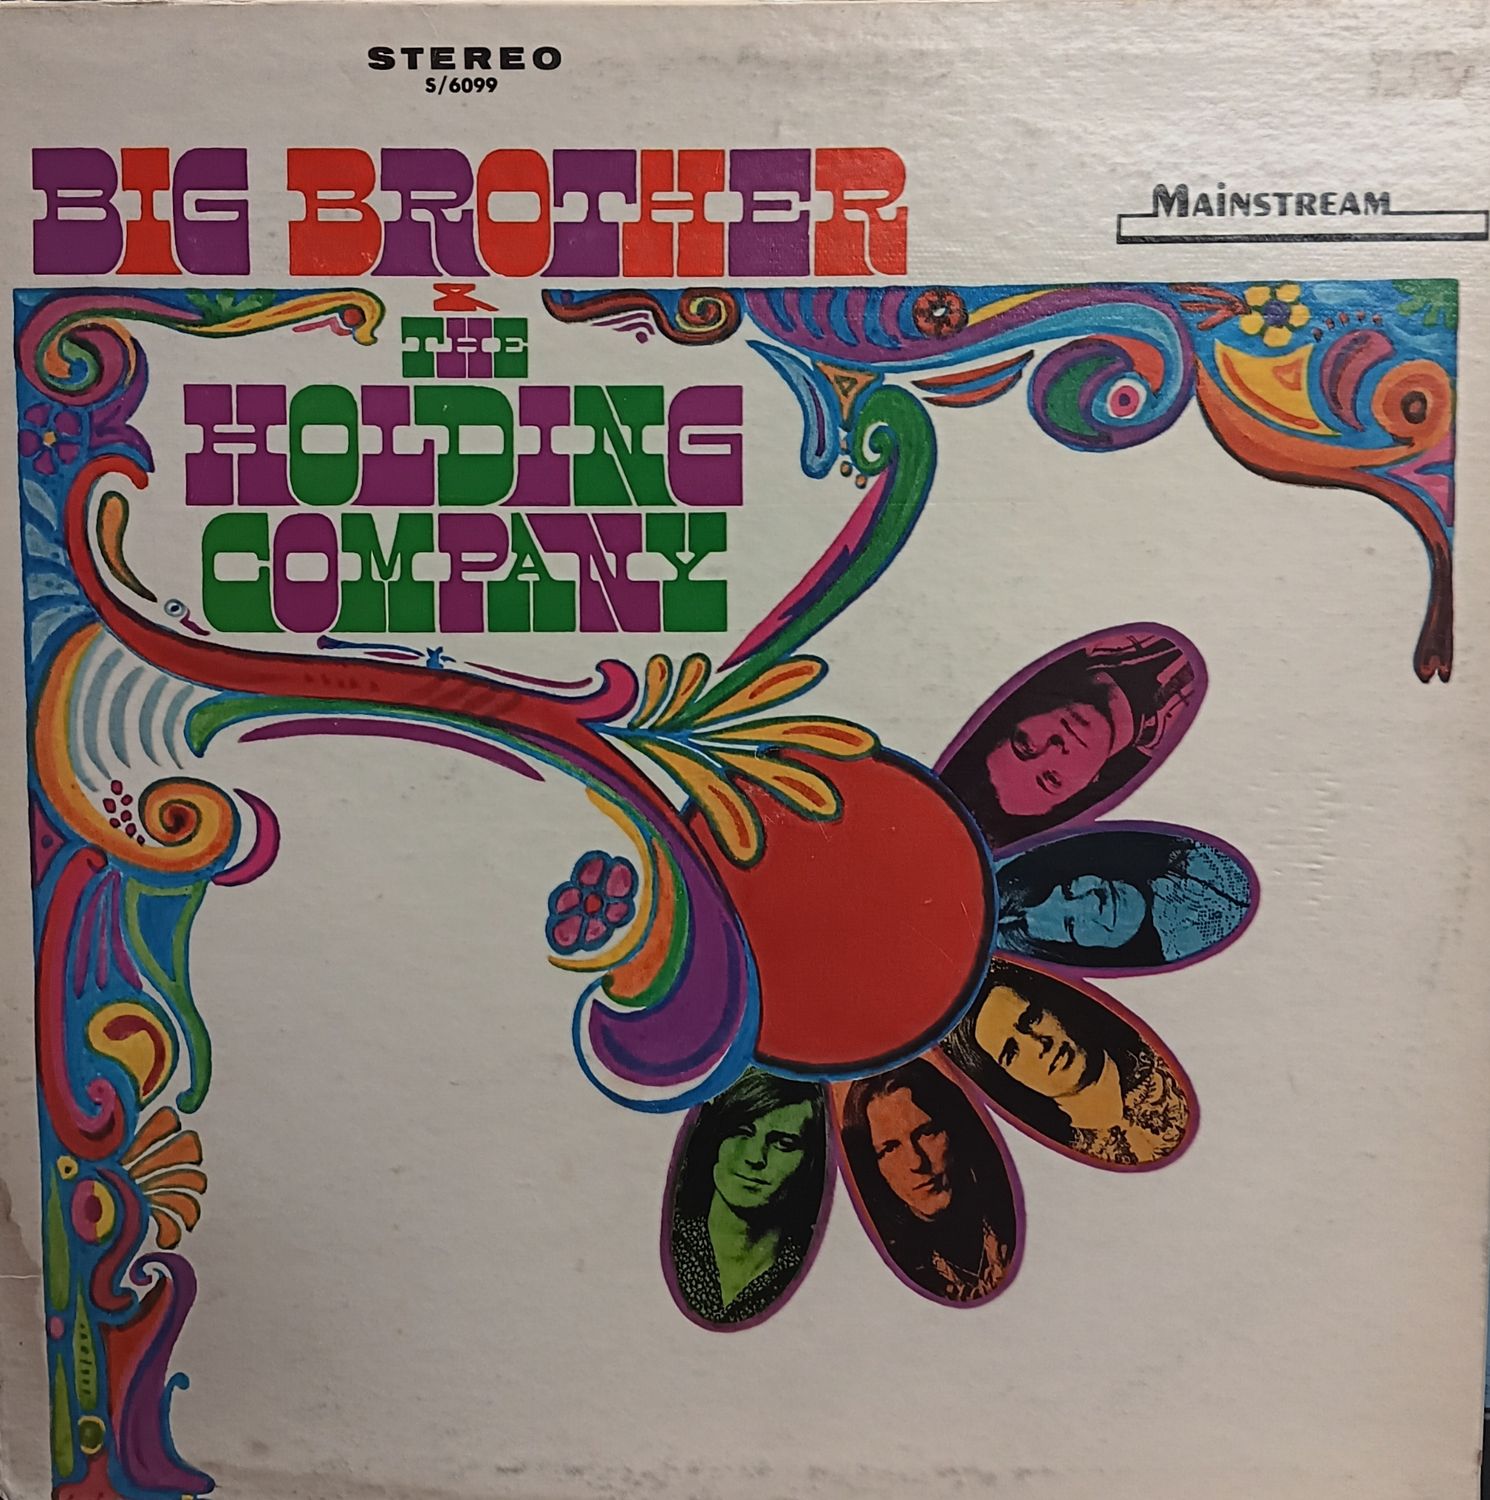 STEREO
S/6099
BIG BROTHER
&
THE
HOLDING
COMPANY
MAiNSTREAM